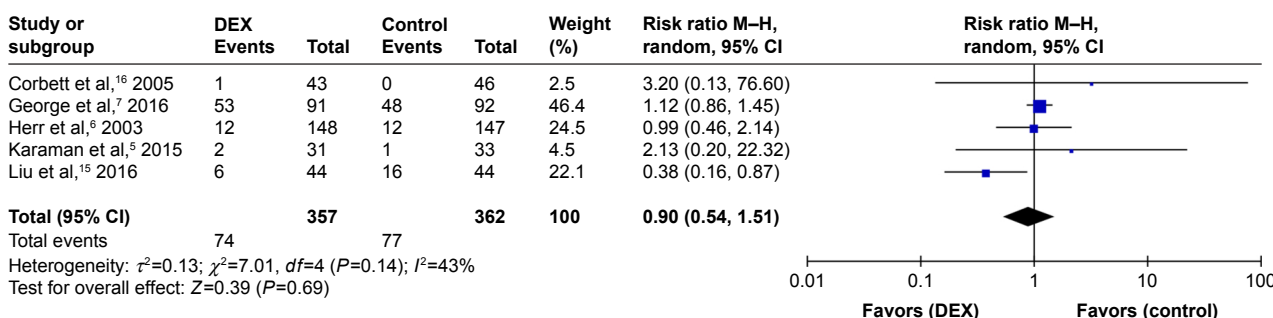 Study or subgroup DEX Events Total Control Events Total Weight (%) Risk ratio M–H, random, 95% CI Risk ratio M–H, random, 95% CI
Corbett et al,16 2005 1 43 0 46 2.5 3.20 (0.13, 76.60)
George et al,7 2016 53 91 48 92 46.4 1.12 (0.86, 1.45)
Herr et al,6 2003 12 148 12 147 24.5 0.99 (0.46, 2.14)
Karaman et al,5 2015 2 31 1 33 4.5 2.13 (0.20, 22.32)
Liu et al,15 2016 6 44 16 44 22.1 0.38 (0.16, 0.87)
Total (95% CI) 357 362 100 0.90 (0.54, 1.51)
Total events 74 77
Heterogeneity: τ2=0.13; χ2=7.01, df=4 (P=0.14); I2=43%
Test for overall effect: Z=0.39 (P=0.69)
0.01 0.1 1 10 100
Favors (DEX) Favors (control)